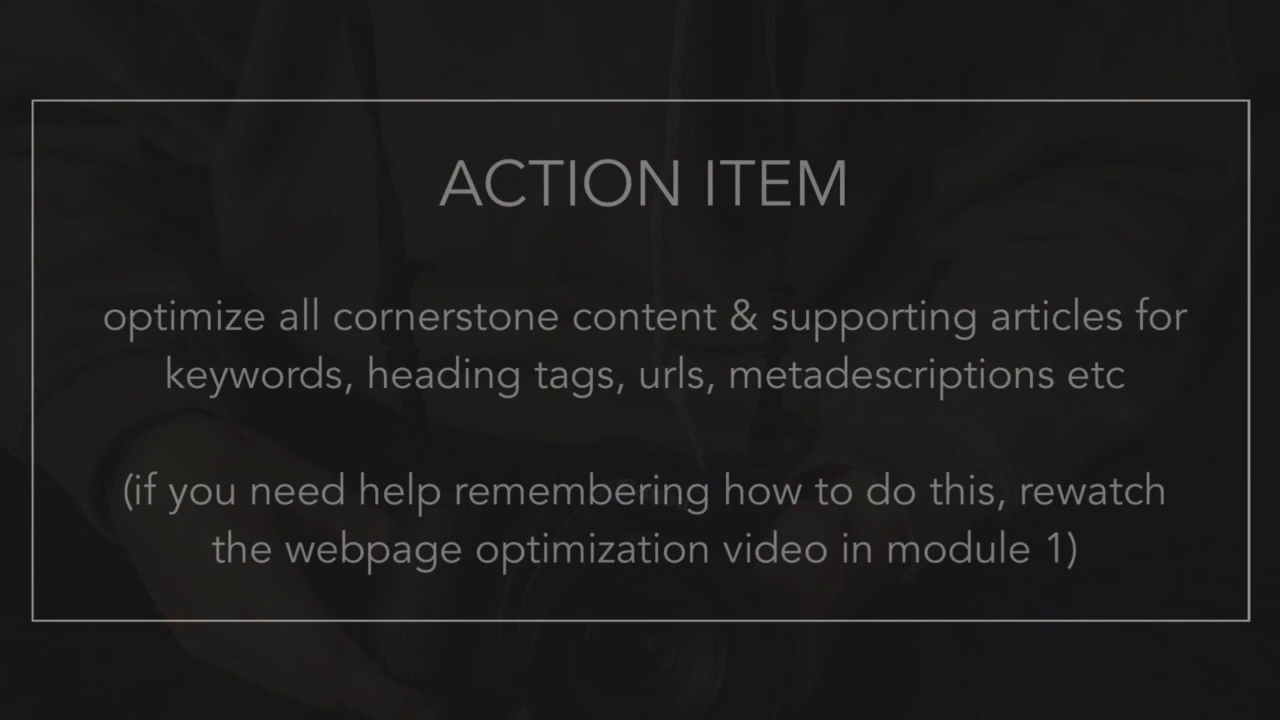 ACTION ITEM
optimize all cornerstone content & supporting articles for
keywords, heading tags, urls, metadescriptions etc
(if you need help remembering how to do this, rewatch
the webpage optimization video in module 1)